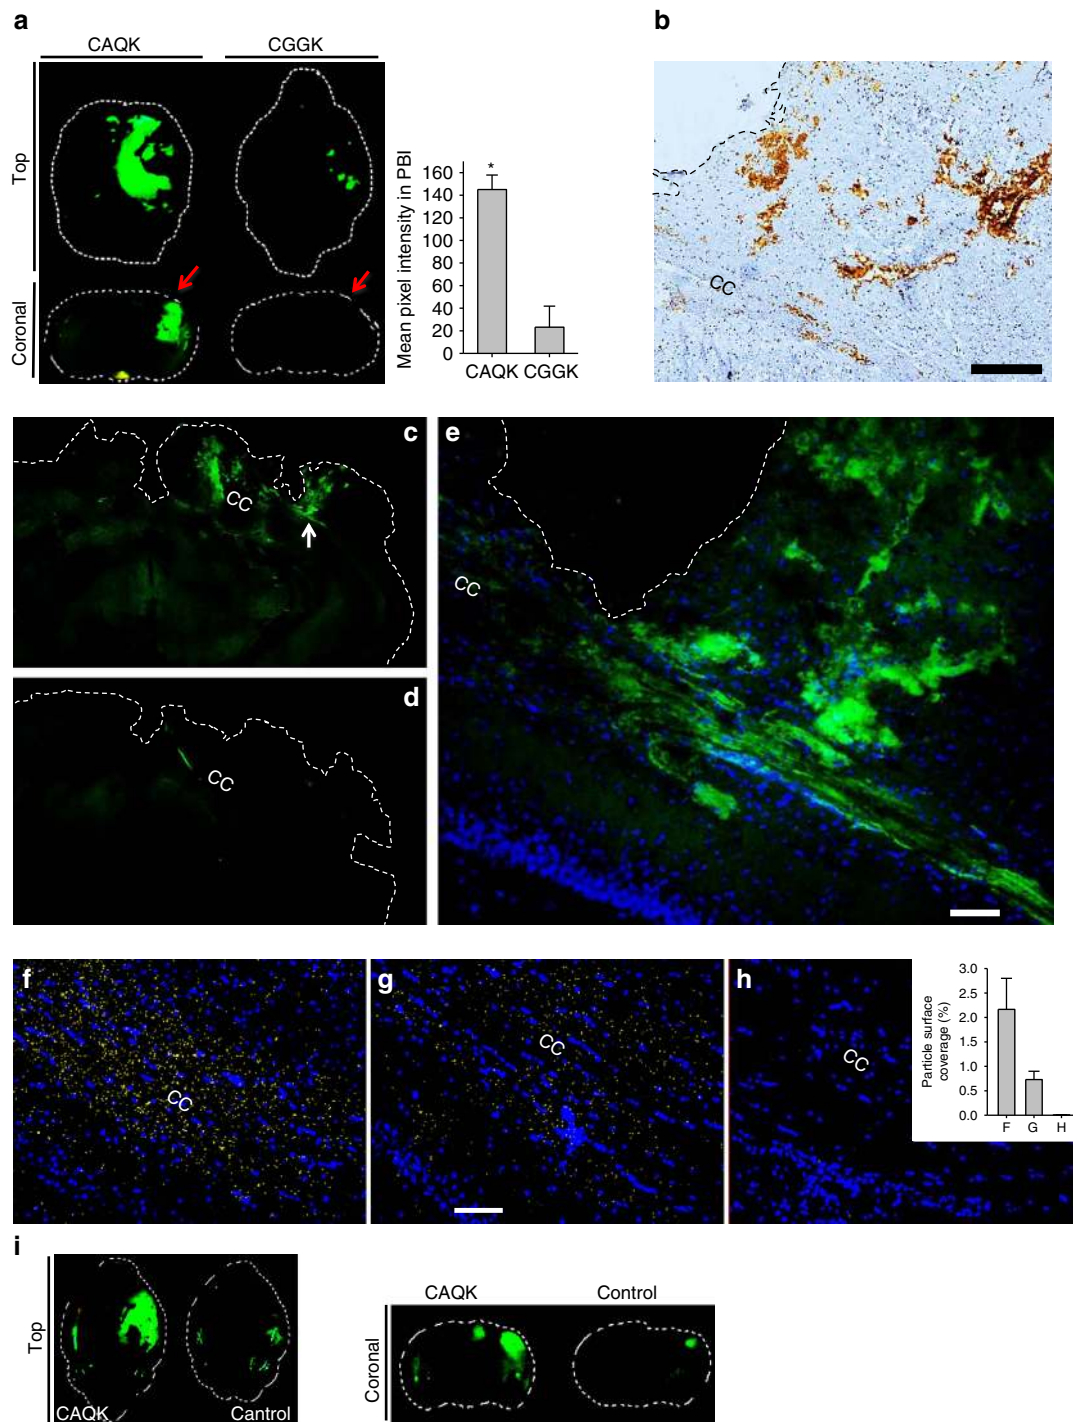 a
CAQK CGGK
Top
Coronal
Mean pixel intensity in PBI
160
140
120
100
80
60
40
20
0
*
CAQK CGGK
b
CC
c
CC
d
CC
e
CC
f
CC
g
CC
h
CC
Particle surface
coverage (%)
3.0
2.5
2.0
1.5
1.0
0.5
0.0
F G H
i
Top
CAQK Cantrol
Coronal
CAQK Control